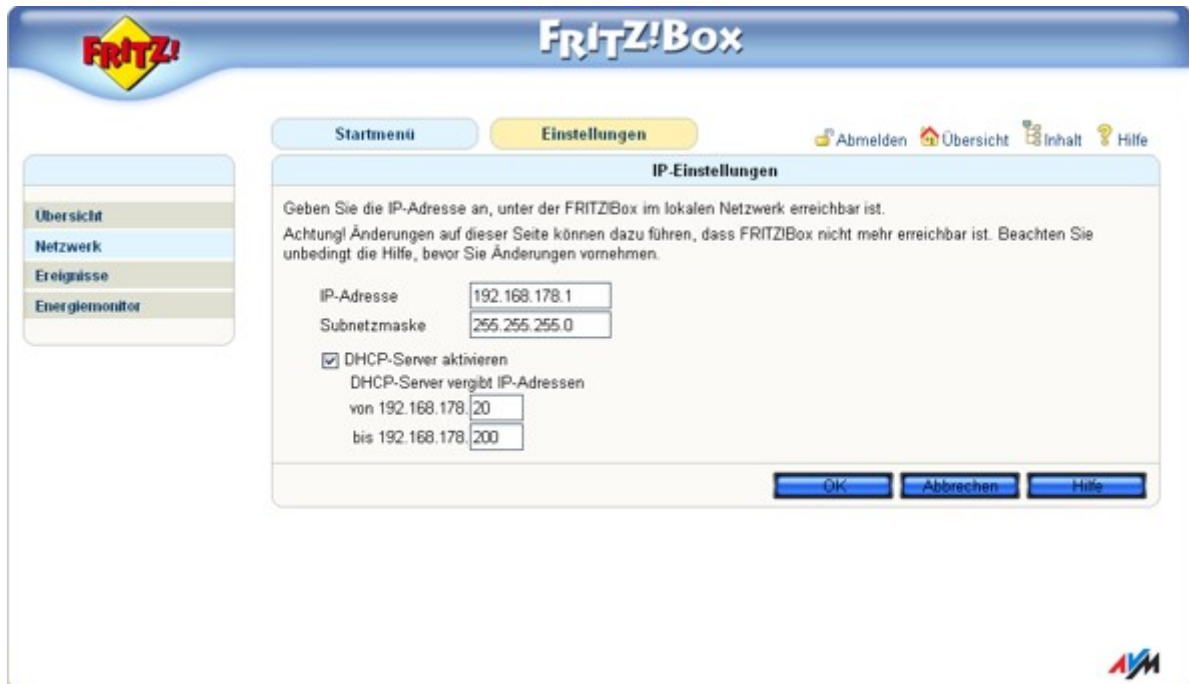 FRITZ!
FRITZ!Box
Startmenü Einstellungen Abmelden Übersicht Inhalt Hilfe
IP-Einstellungen
Übersicht
Netzwerk
Ereignisse
Energiemonitor
Geben Sie die IP-Adresse an, unter der FRITZ!Box im lokalen Netzwerk erreichbar ist.
Achtung! Änderungen auf dieser Seite können dazu führen, dass FRITZ!Box nicht mehr erreichbar ist. Beachten Sie
unbedingt die Hilfe, bevor Sie Änderungen vornehmen.
IP-Adresse 192.168.178.1
Subnetzmaske 255.255.255.0
DHCP-Server aktivieren
DHCP-Server vergibt IP-Adressen
von 192.168.178. 20
bis 192.168.178. 200
OK Abbrechen Hilfe
AVM